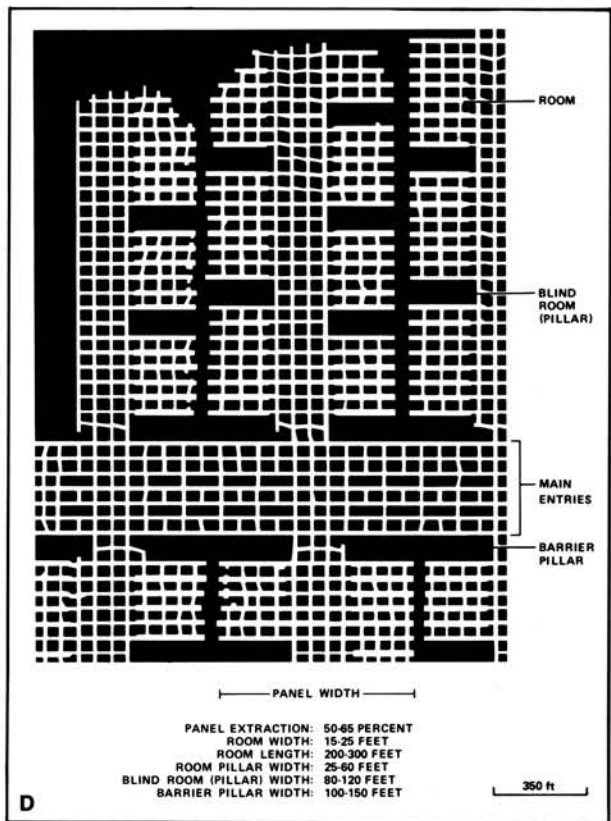 ROOM
BLIND
ROOM
(PILLAR)
MAIN
ENTRIES
BARRIER
PILLAR
PANEL WIDTH
PANEL EXTRACTION: 50-65 PERCENT
ROOM WIDTH: 15-25 FEET
ROOM LENGTH: 200-300 FEET
ROOM PILLAR WIDTH: 25-60 FEET
BLIND ROOM (PILLAR) WIDTH: 80-120 FEET
BARRIER PILLAR WIDTH: 100-150 FEET
D
350 ft